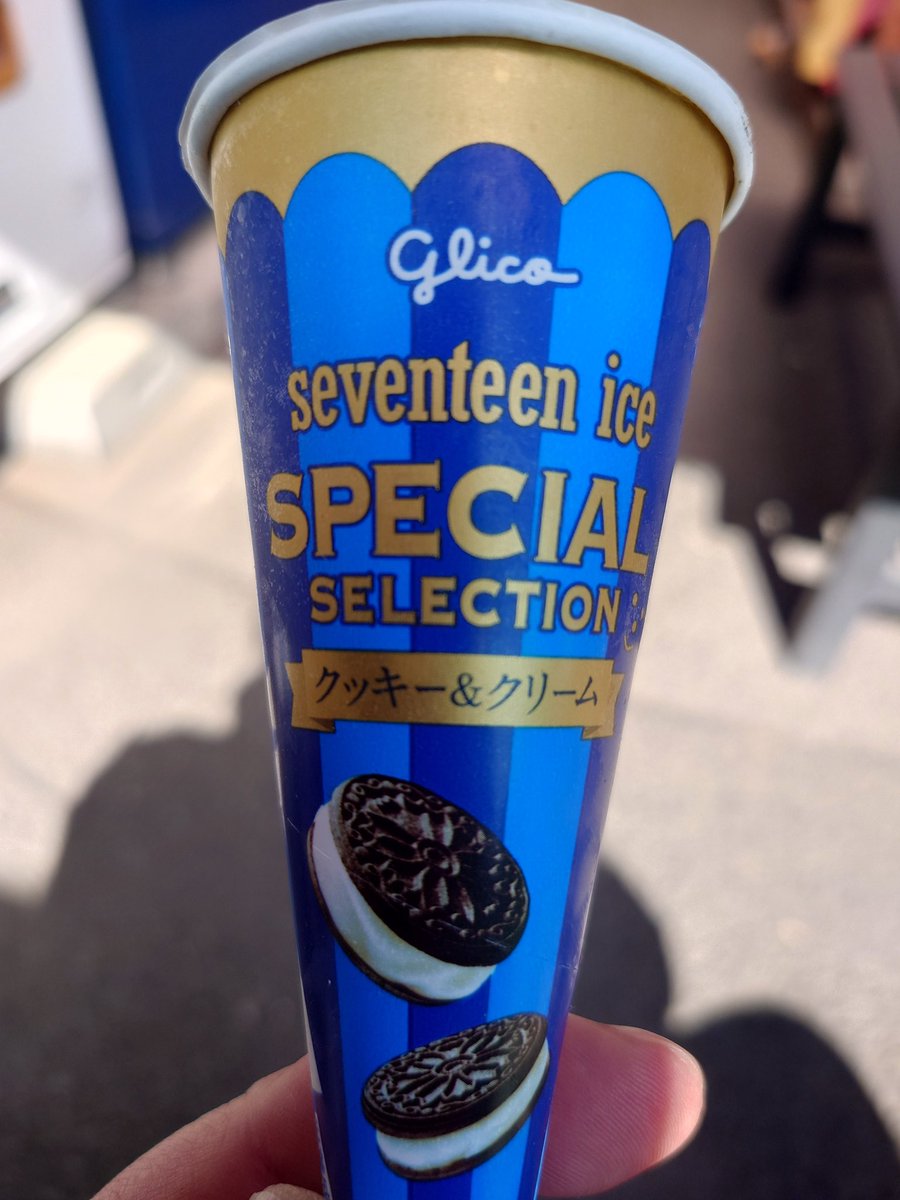 Glico
seventeen ice
SPECIAL
SELECTION
クッキー&クリーム